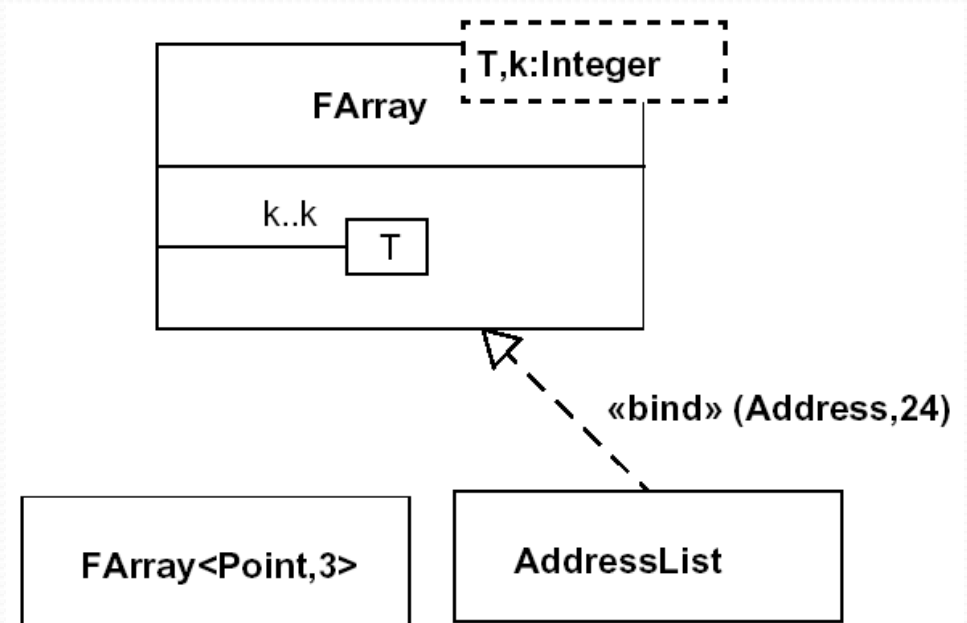 T,k:Integer
FArray
k..k
T
«bind» (Address,24)
FArray<Point,3>
AddressList